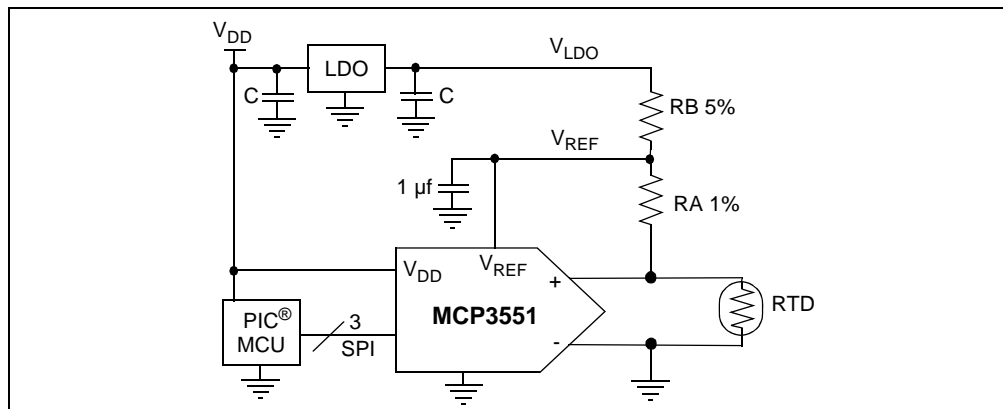 V_DD
LDO
V_LDO
C
C
RB 5%
V_REF
1 µf
RA 1%
V_DD
V_REF
+
RTD
MCP3551
PIC® MCU
3
SPI
-